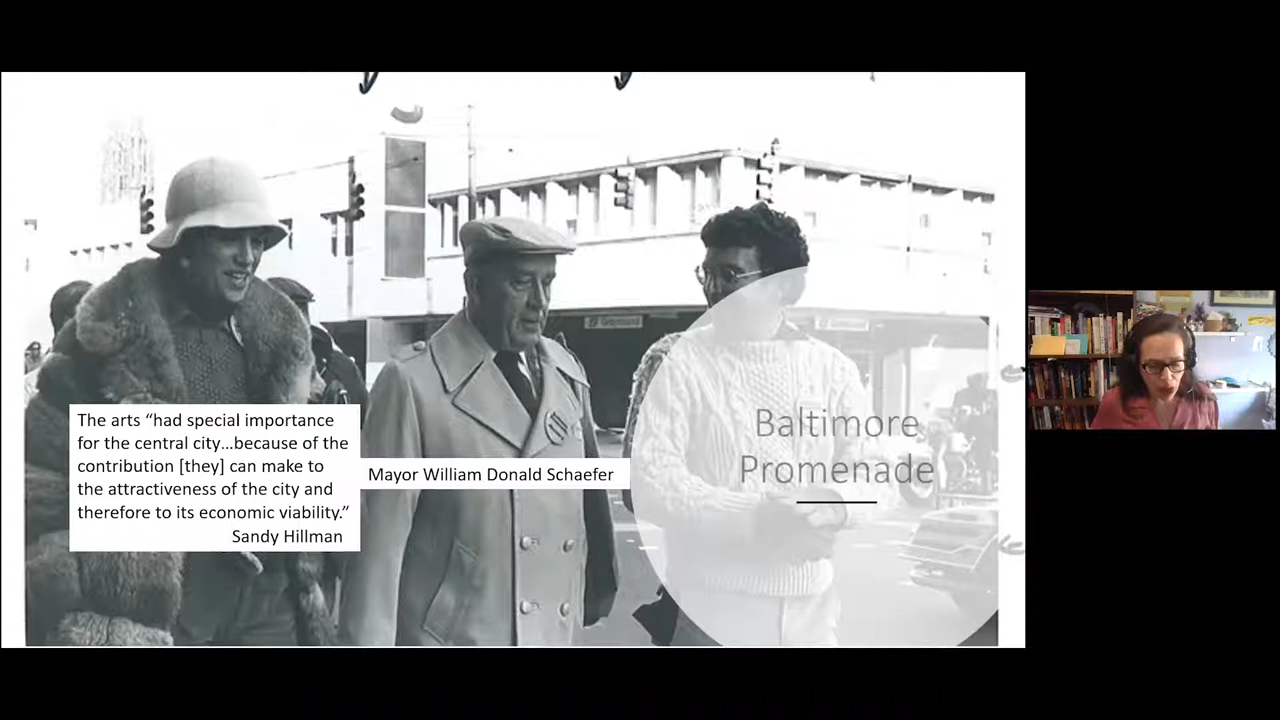 The arts “had special importance
for the central city…because of the
contribution [they] can make to
the attractiveness of the city and
therefore to its economic viability.”
Sandy Hillman
Mayor William Donald Schaefer
Baltimore
Promenade